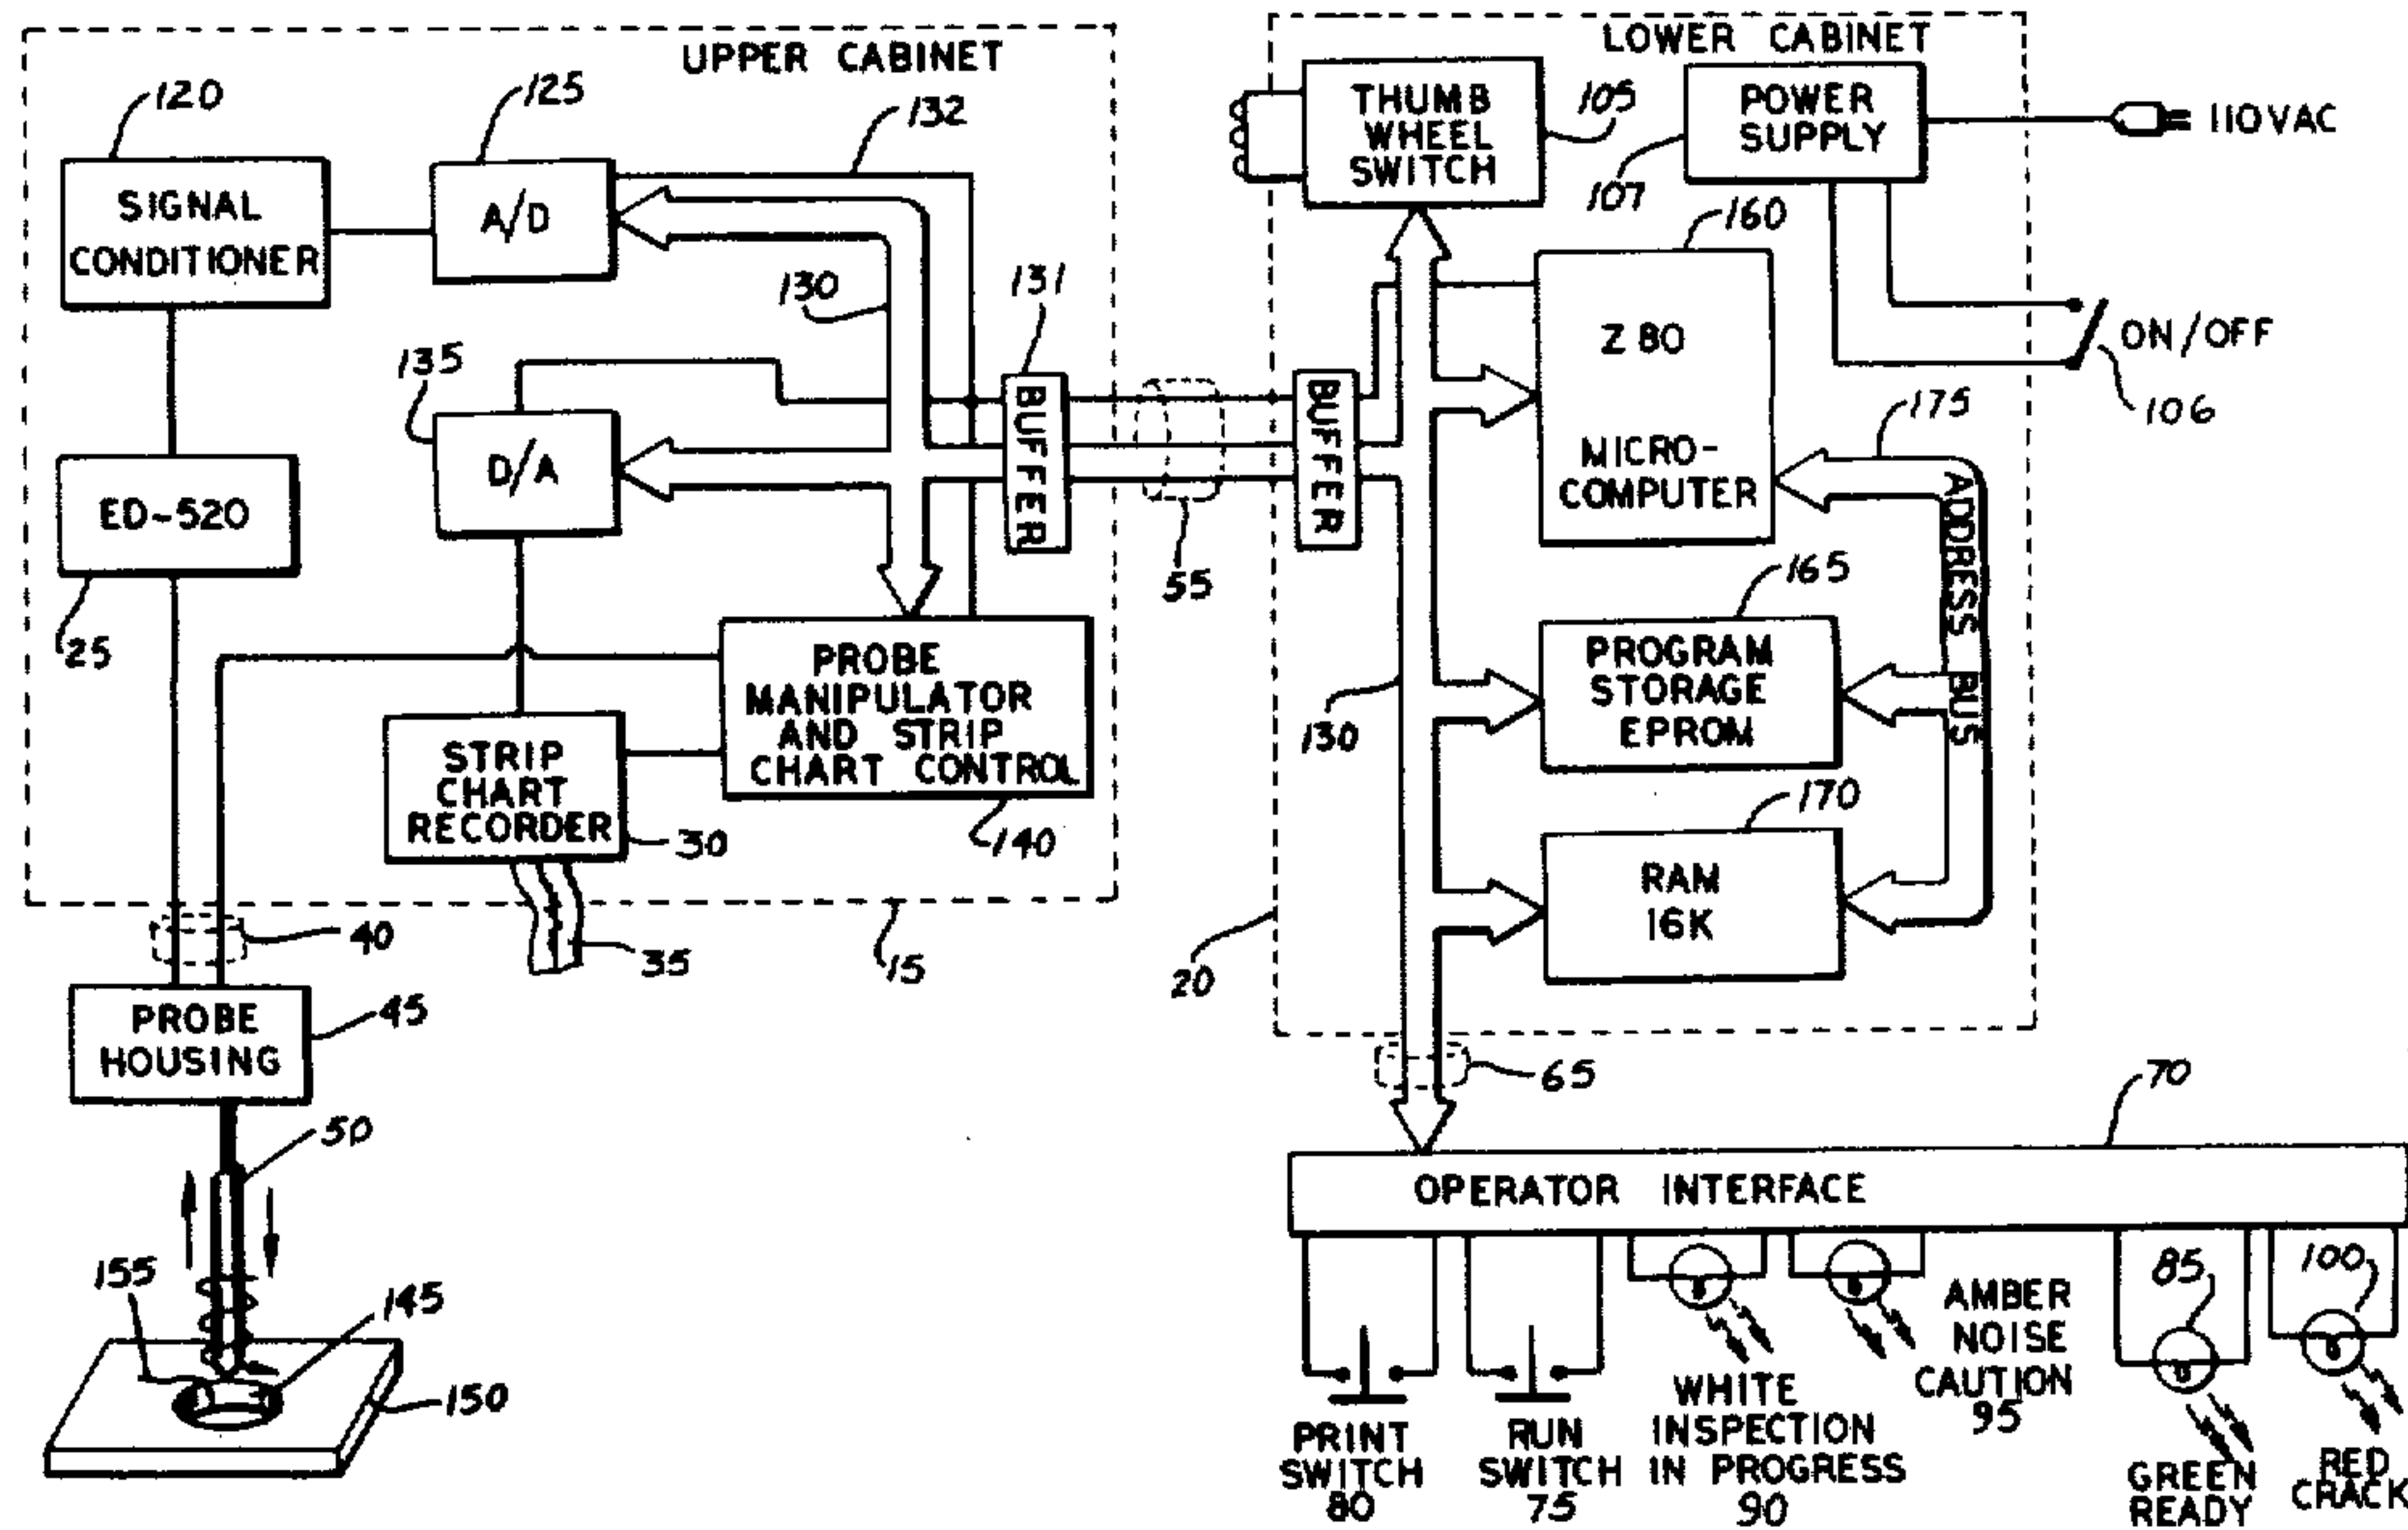 UPPER CABINET
120
125
132
SIGNAL
CONDITIONER
A/D
130
131
135
D/A
BUFFER
ED-520
25
55
PROBE
MANIPULATOR
AND STRIP
CHART CONTROL
STRIP
CHART
RECORDER
30
140
40
35
15
PROBE
HOUSING
45
50
155
145
150
LOWER CABINET
THUMB
WHEEL
SWITCH
105
POWER
SUPPLY
110VAC
107
160
Z80
MICRO-
COMPUTER
ON/OFF
106
BUFFER
175
ADDRESS BUS
165
PROGRAM
STORAGE
EPROM
130
170
RAM
16K
20
65
70
OPERATOR INTERFACE
85
100
PRINT
SWITCH
80
RUN
SWITCH
75
WHITE
INSPECTION
IN PROGRESS
90
AMBER
NOISE
CAUTION
95
GREEN
READY
RED
CRACK